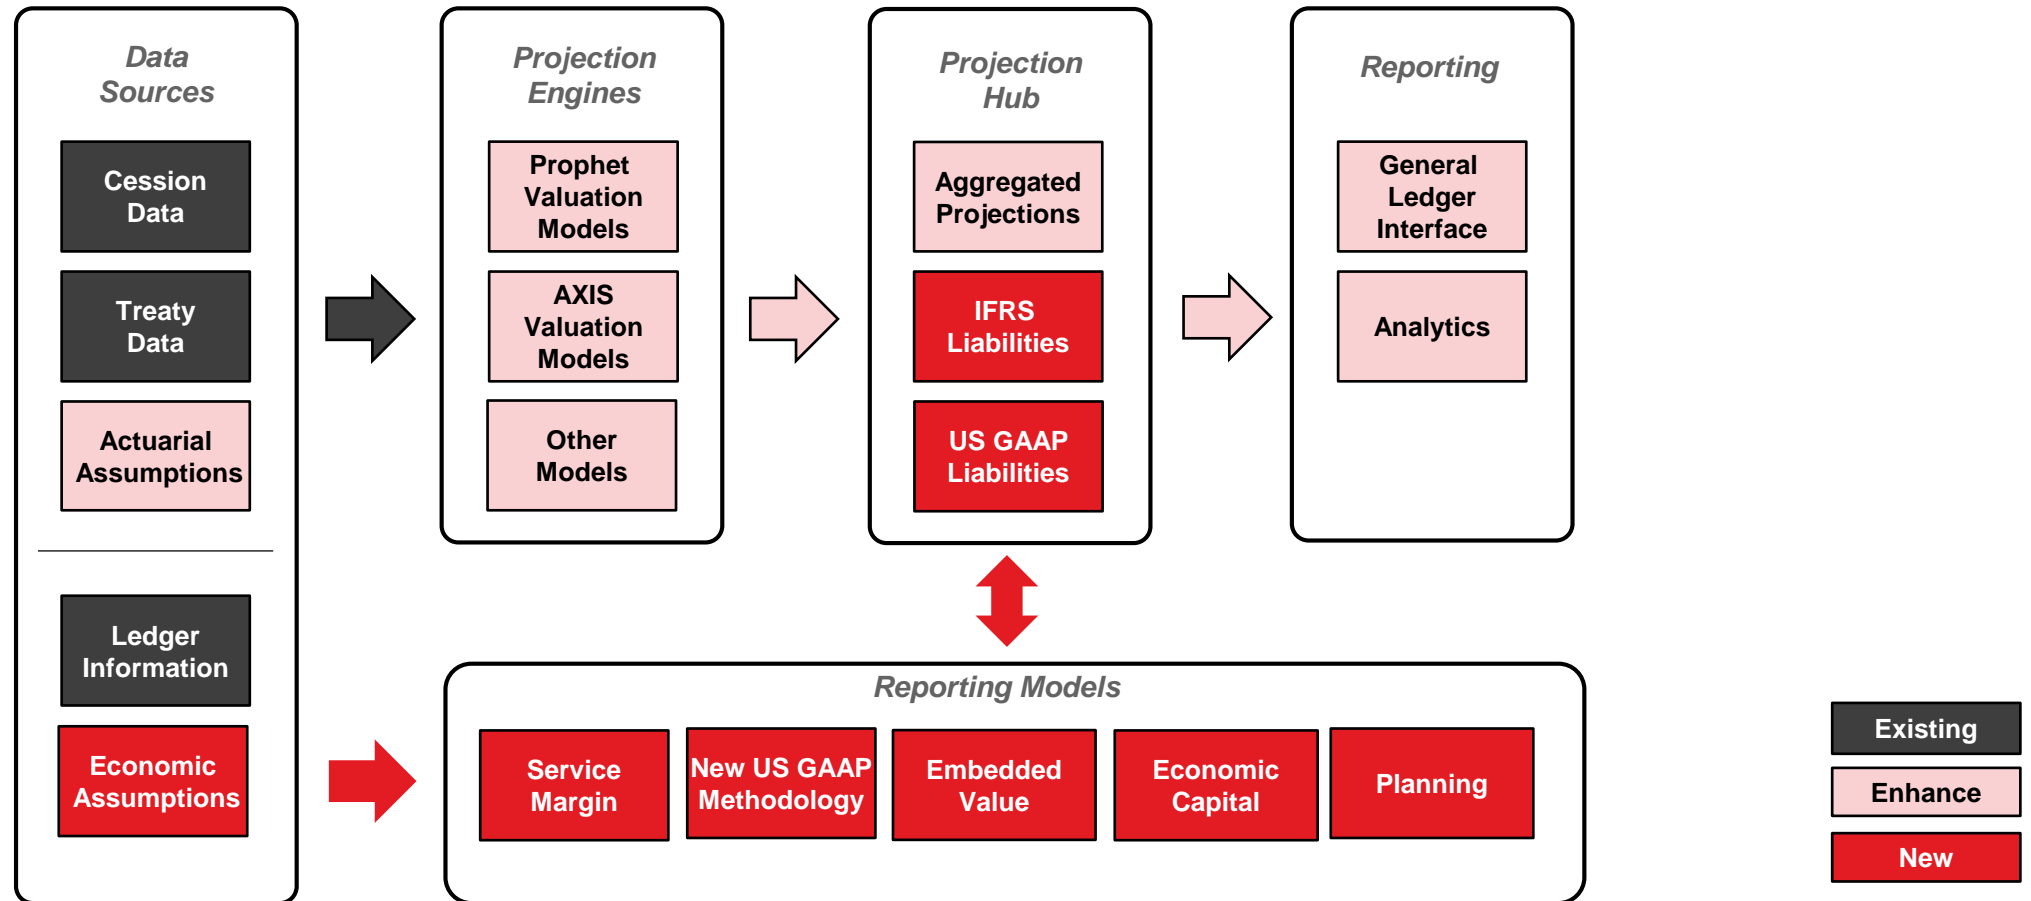 Data
Sources
Cession
Data
Treaty
Data
Actuarial
Assumptions
Ledger
Information
Economic
Assumptions
Projection
Engines
Prophet
Valuation
Models
AXIS
Valuation
Models
Other
Models
Projection
Hub
Aggregated
Projections
IFRS
Liabilities
US GAAP
Liabilities
Reporting
General
Ledger
Interface
Analytics
Reporting Models
Service
Margin
New US GAAP
Methodology
Embedded
Value
Economic
Capital
Planning
Existing
Enhance
New